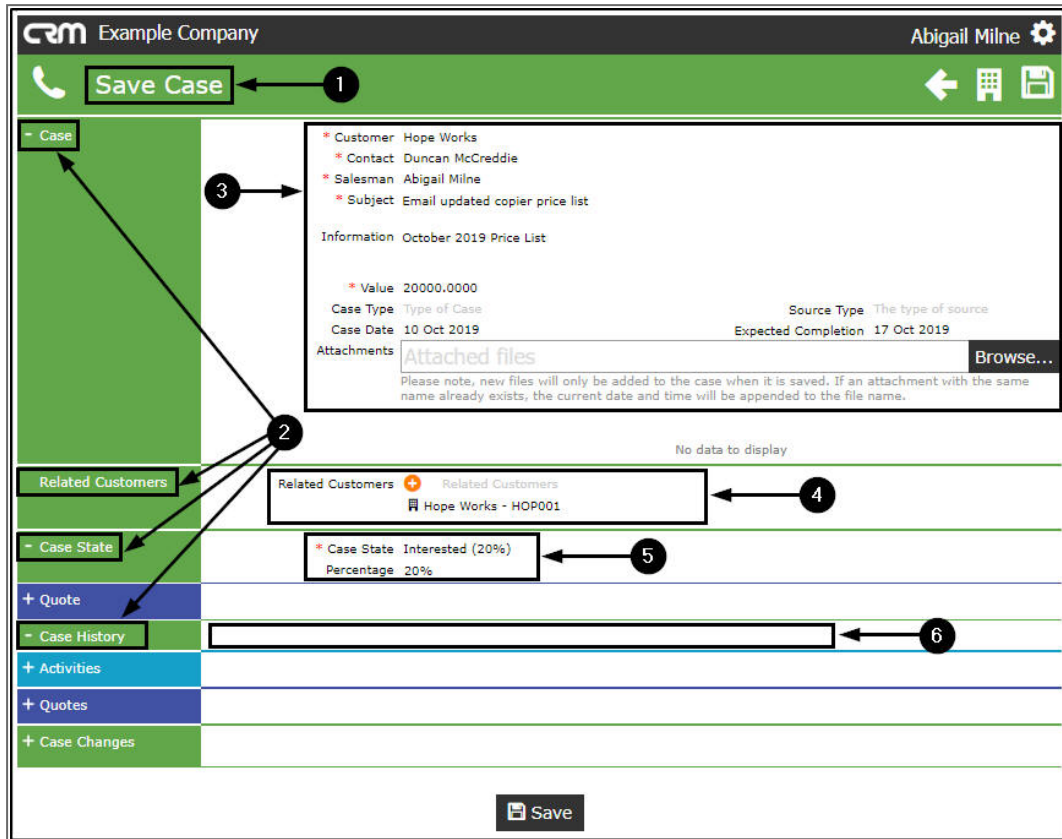 CRM Example Company Abigail Milne
Save Case 1
- Case
* Customer Hope Works
* Contact Duncan McCreddie
3 * Salesman Abigail Milne
* Subject Email updated copier price list
Information October 2019 Price List
* Value 20000.0000
Case Type Type of Case Source Type The type of source
Case Date 10 Oct 2019 Expected Completion 17 Oct 2019
Attachments Attached files Browse...
Please note, new files will only be added to the case when it is saved. If an attachment with the same
name already exists, the current date and time will be appended to the file name.
2
No data to display
Related Customers Related Customers Related Customers 4
Hope Works - HOP001
- Case State * Case State Interested (20%) 5
Percentage 20%
+ Quote
- Case History 6
+ Activities
+ Quotes
+ Case Changes
Save